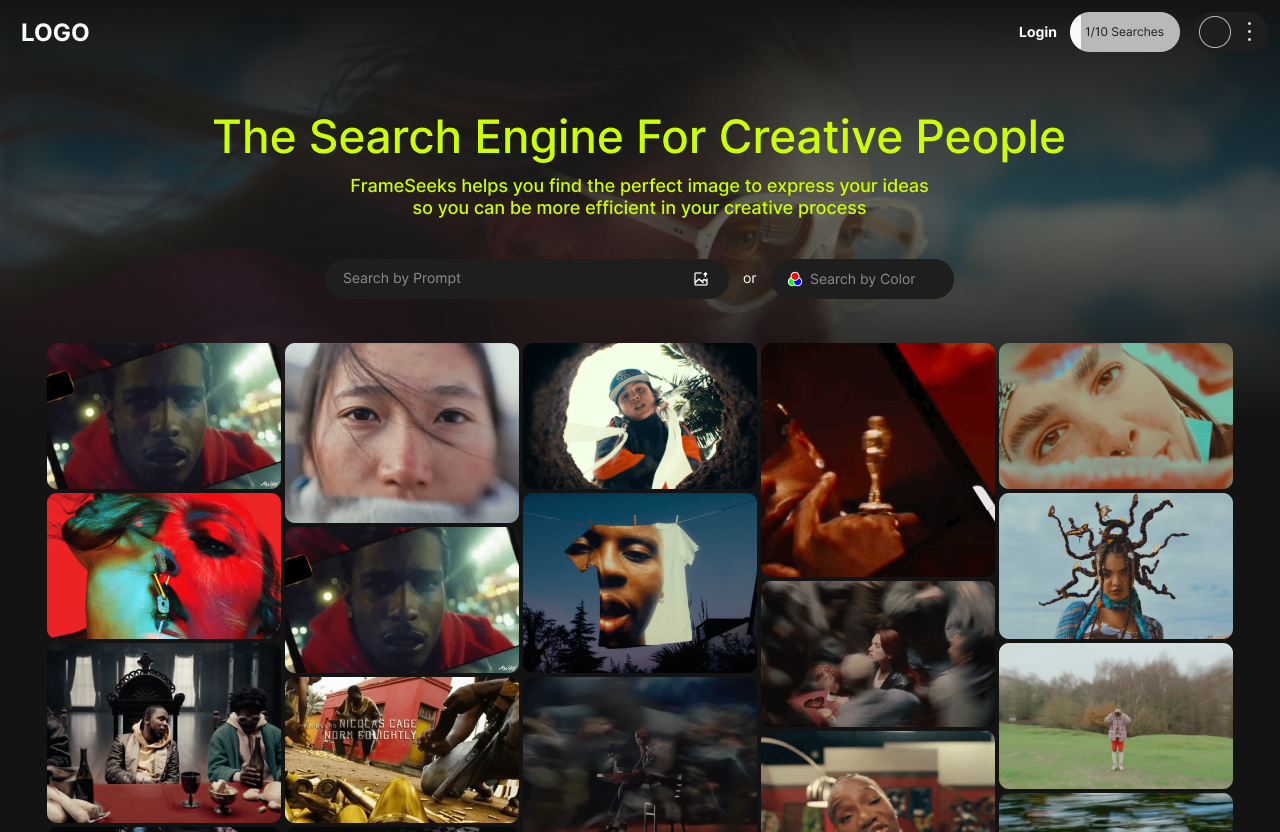 LOGO
Login
1/10 Searches
The Search Engine For Creative People
FrameSeeks helps you find the perfect image to express your ideas
so you can be more efficient in your creative process
Search by Prompt
or
Search by Color
NICOLAS CAGE
NORM GOLIGHTLY